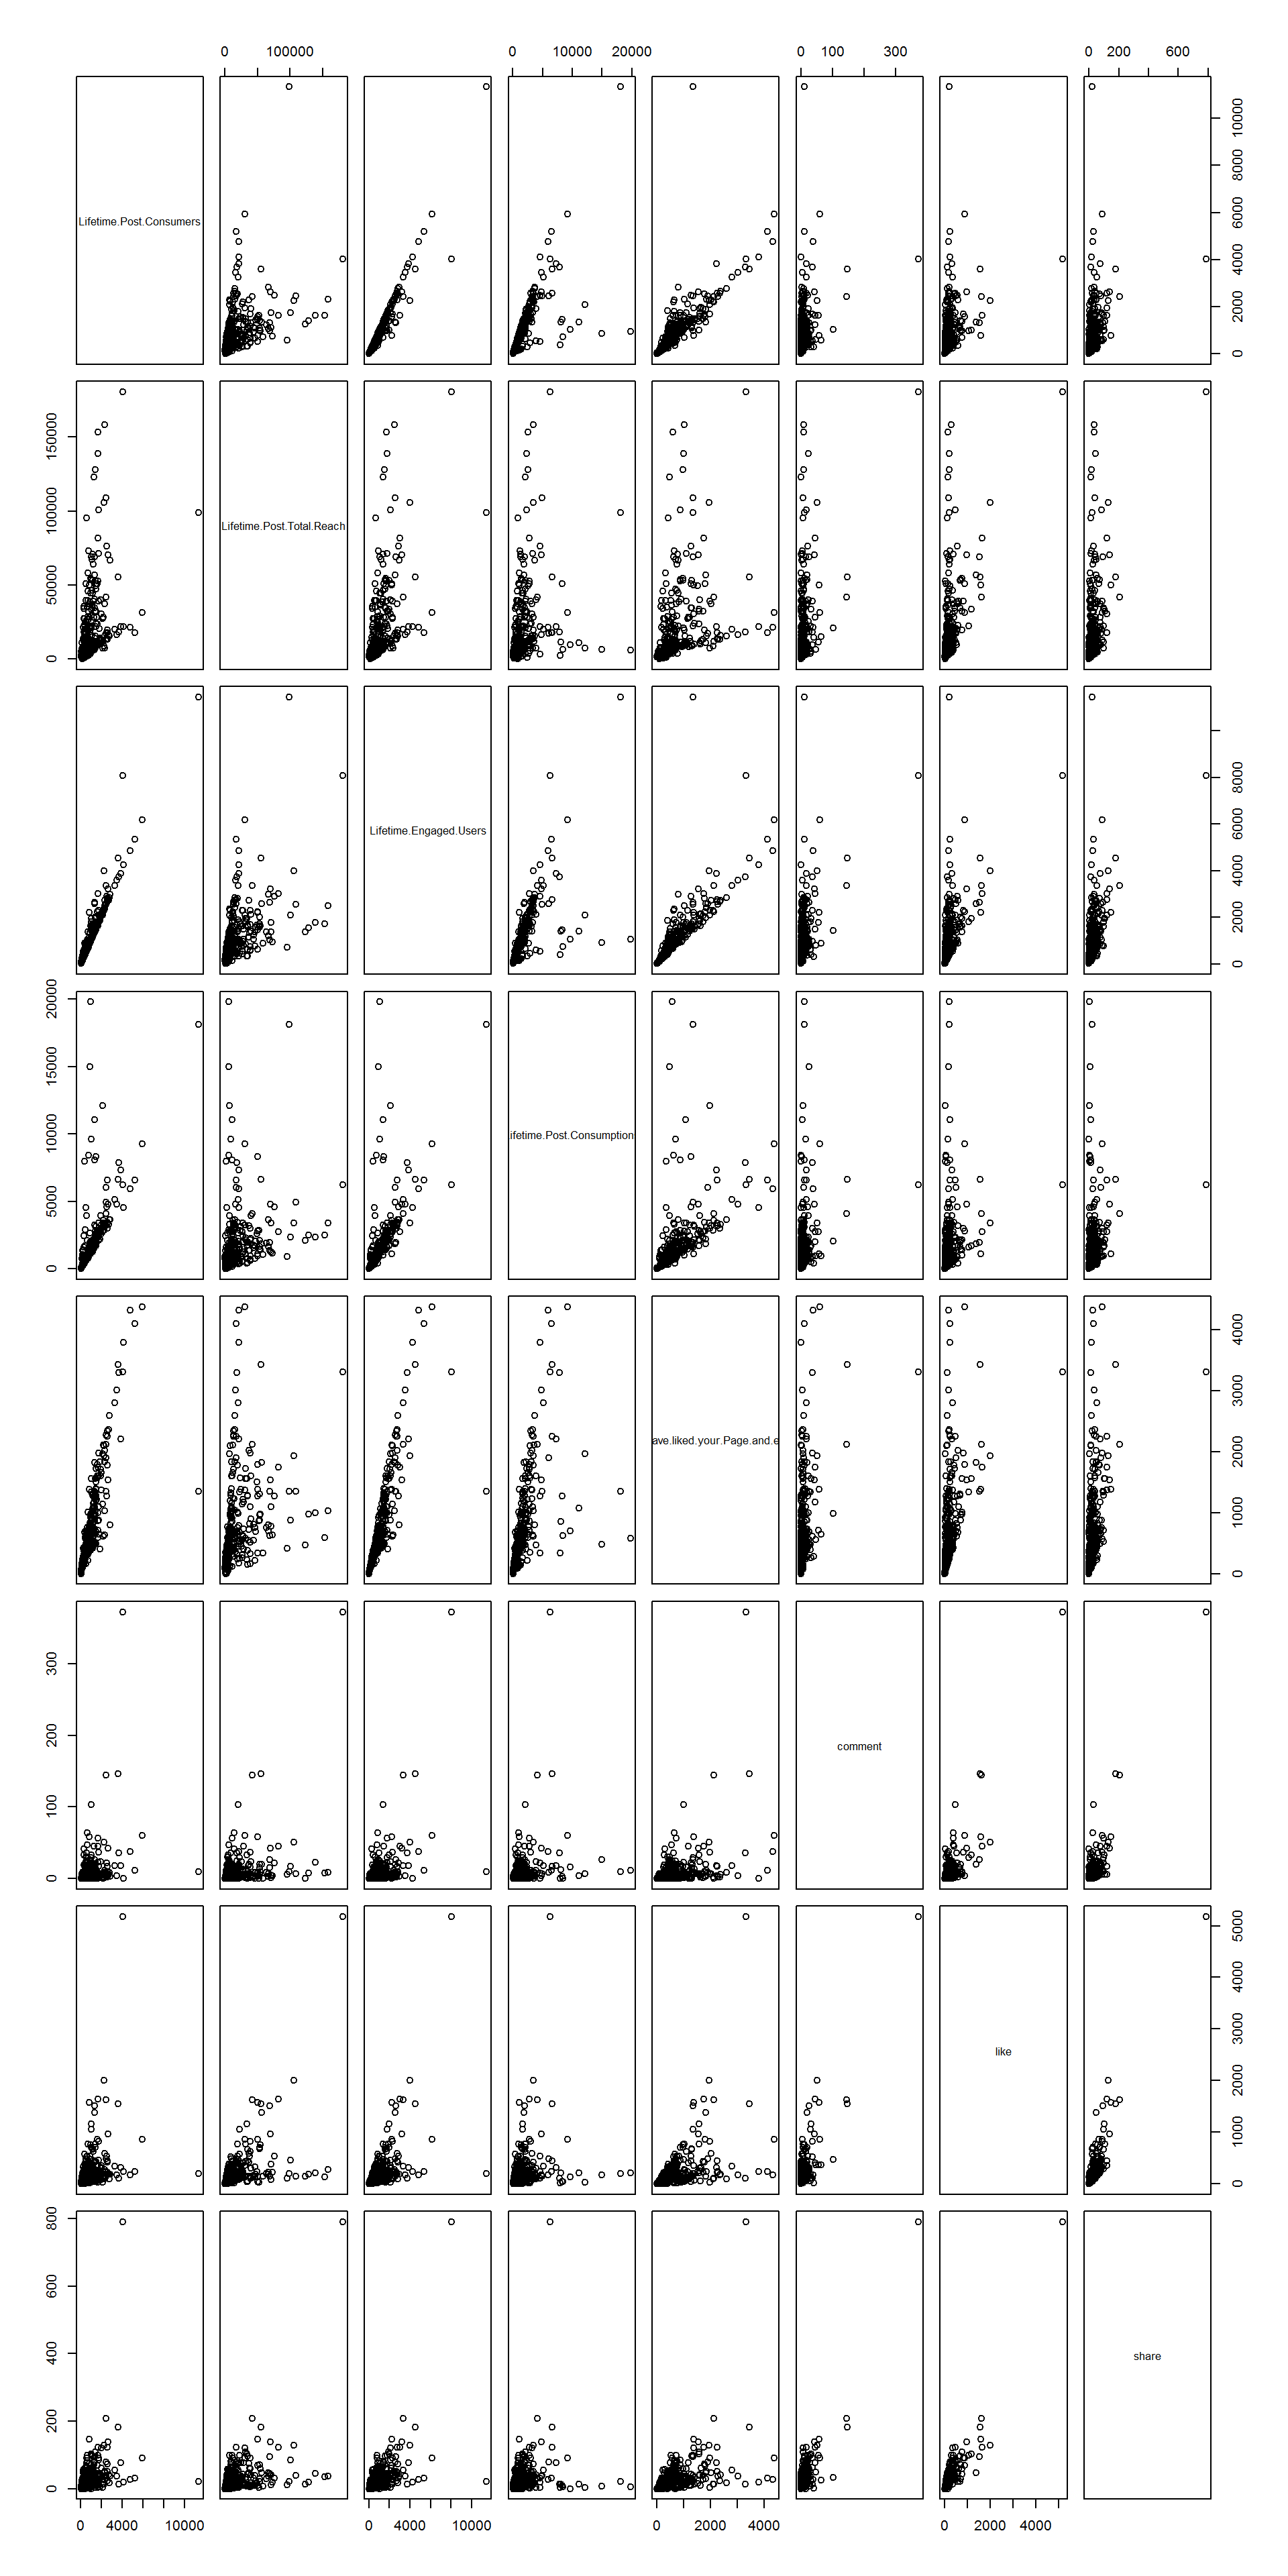 0 100000 0 10000 20000 0 100 300 0 200 600
Lifetime.Post.Consumers
0 2000 4000 6000 8000 10000
0 50000 100000 150000
Lifetime.Post.Total.Reach
Lifetime.Engaged.Users
0 2000 4000 6000 8000
0 5000 10000 15000 20000
ifetime.Post.Consumption
ave.liked.your.Page.and.e
0 1000 2000 3000 4000
0 100 200 300
comment
like
0 1000 2000 3000 4000 5000
0 200 400 600 800
share
0 4000 10000 0 4000 10000 0 2000 4000 0 2000 4000